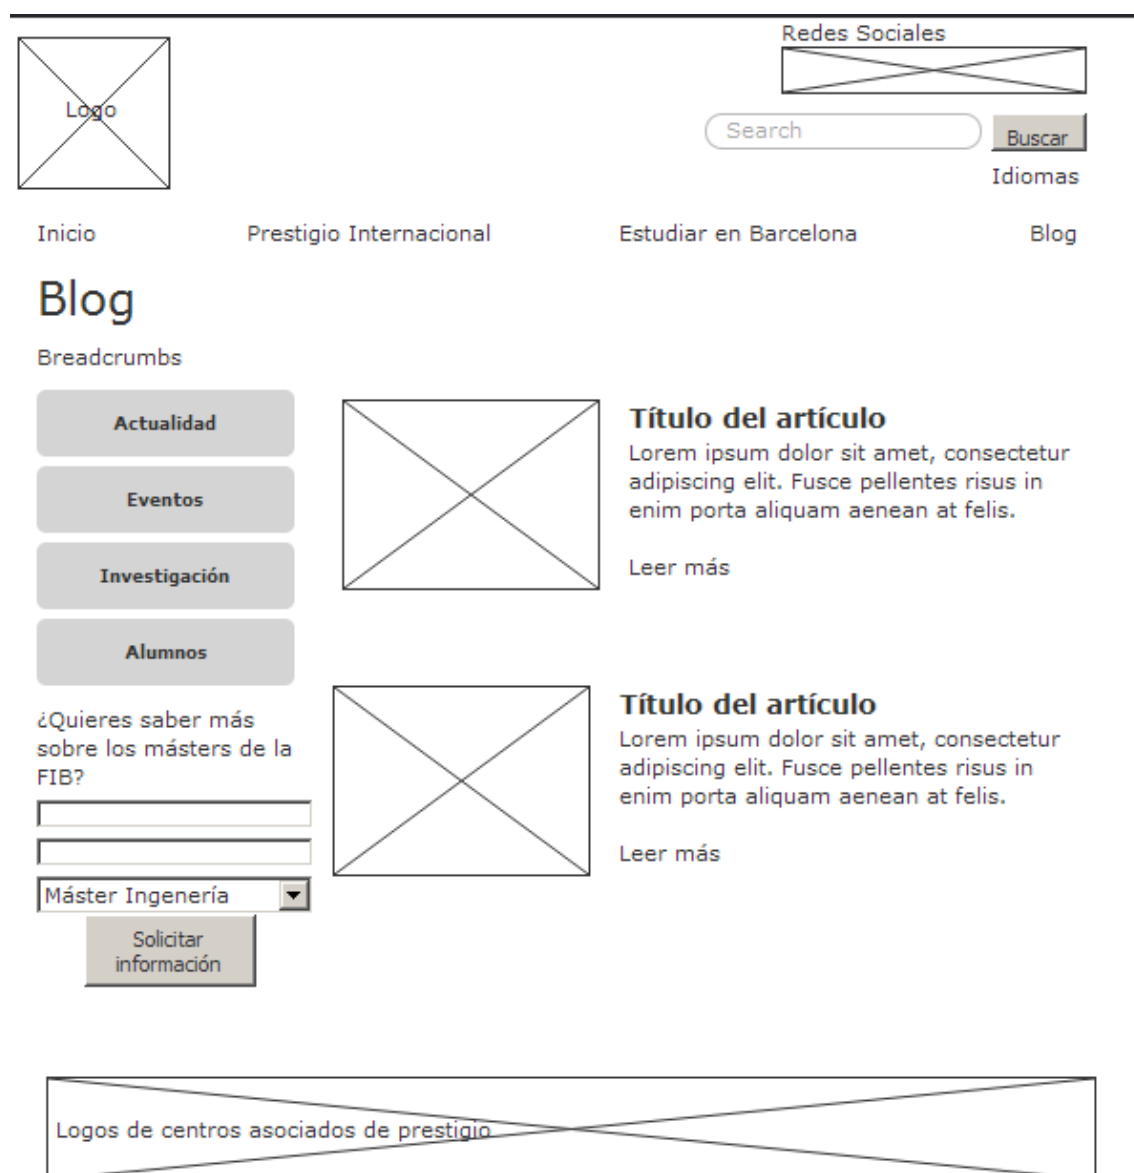 Redes Sociales
Logo
Search
Buscar
Idiomas
Inicio
Prestigio Internacional
Estudiar en Barcelona
Blog
Blog
Breadcrumbs
Actualidad
Eventos
Investigación
Alumnos
¿Quieres saber más
sobre los másters de la
FIB?
Máster Ingenería
Solicitar
información
Título del artículo
Lorem ipsum dolor sit amet, consectetur
adipiscing elit. Fusce pellentes risus in
enim porta aliquam aenean at felis.
Leer más
Título del artículo
Lorem ipsum dolor sit amet, consectetur
adipiscing elit. Fusce pellentes risus in
enim porta aliquam aenean at felis.
Leer más
Logos de centros asociados de prestigio